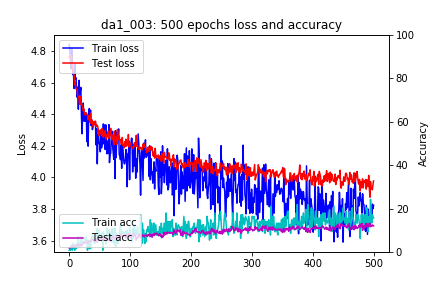 da1_003: 500 epochs loss and accuracy
Train loss
Test loss
Train acc
Test acc
Loss
4.8
4.6
4.4
4.2
4.0
3.8
3.6
Accuracy
100
80
60
40
20
0
0 100 200 300 400 500